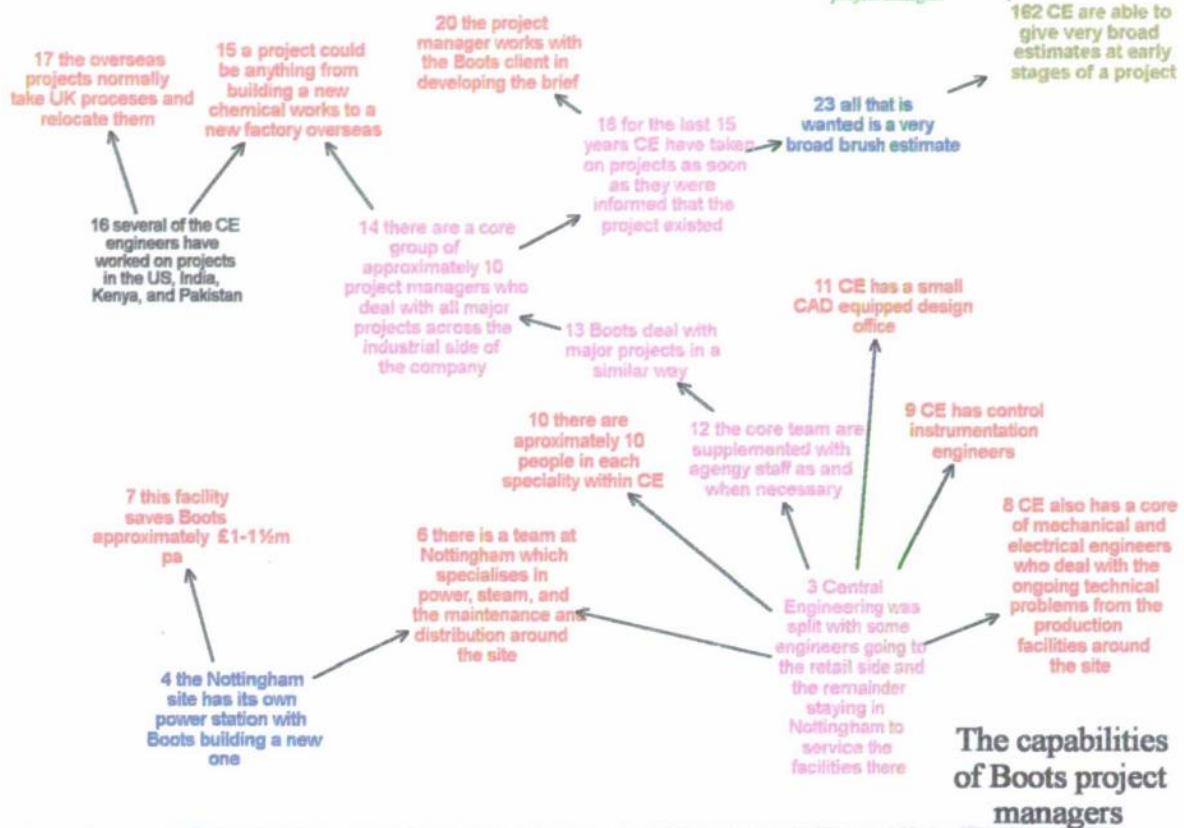 project managers
162 CE are able to
give very broad
estimates at early
stages of a project
20 the project
manager works with
the Boots client in
developing the brief
15 a project could
be anything from
building a new
chemical works to a
new factory overseas
17 the overseas
projects normally
take UK proceses and
relocate them
23 all that is
wanted is a very
broad brush estimate
18 for the last 15
years CE have taken
on projects as soon
as they were
informed that the
project existed
16 several of the CE
engineers have
worked on projects
in the US, India,
Kenya, and Pakistan
14 there are a core
group of
approximately 10
project managers who
deal with all major
projects across the
industrial side of
the company
11 CE has a small
CAD equipped design
office
13 Boots deal with
major projects in a
similar way
10 there are
aproximately 10
people in each
speciality within CE
12 the core team are
supplemented with
agengy staff as and
when necessary
9 CE has control
instrumentation
engineers
7 this facility
saves Boots
approximately £1-1½m
pa
6 there is a team at
Nottingham which
specialises in
power, steam, and
the maintenance and
distribution around
the site
8 CE also has a core
of mechanical and
electrical engineers
who deal with the
ongoing technical
problems from the
production
facilities around
the site
3 Central
Engineering was
split with some
engineers going to
the retail side and
the remainder
staying in
Nottingham to
service the
facilities there
4 the Nottingham
site has its own
power station with
Boots building a new
one
The capabilities
of Boots project
managers